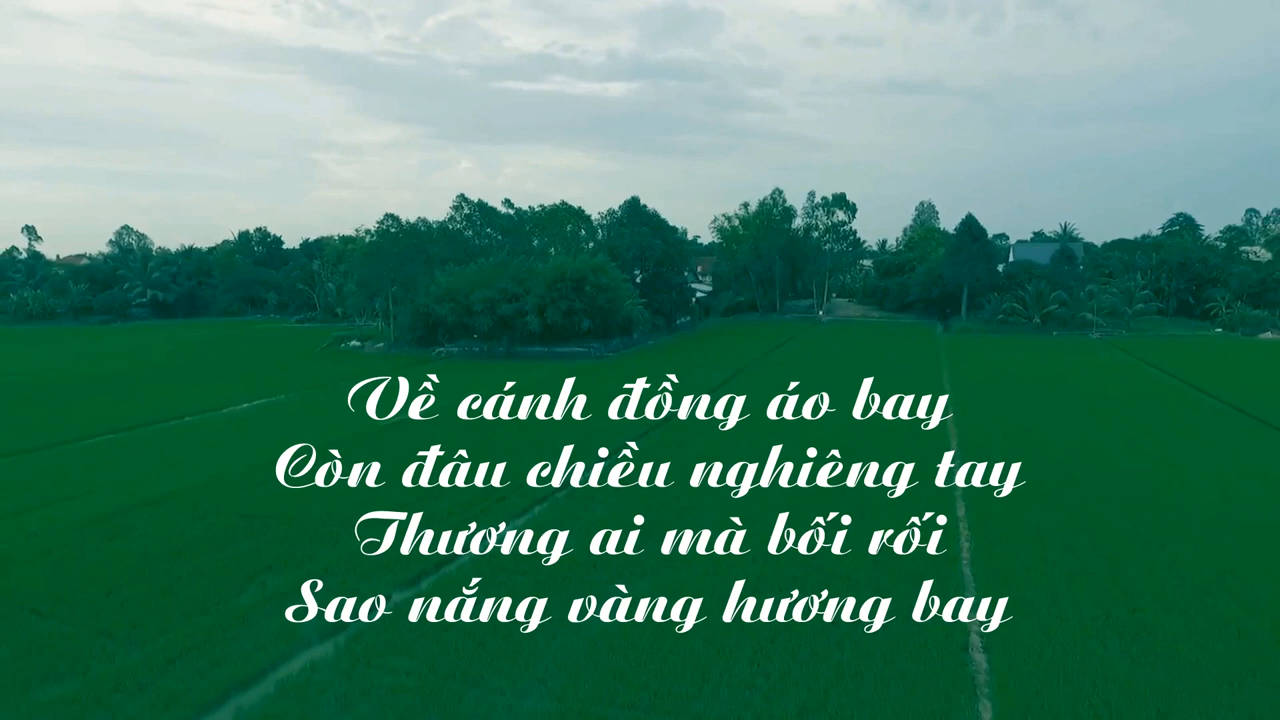 Về cánh đồng áo bay
Còn đâu chiều nghiêng tay
Thương ai mà bối rối
Sao nắng vàng hương bay